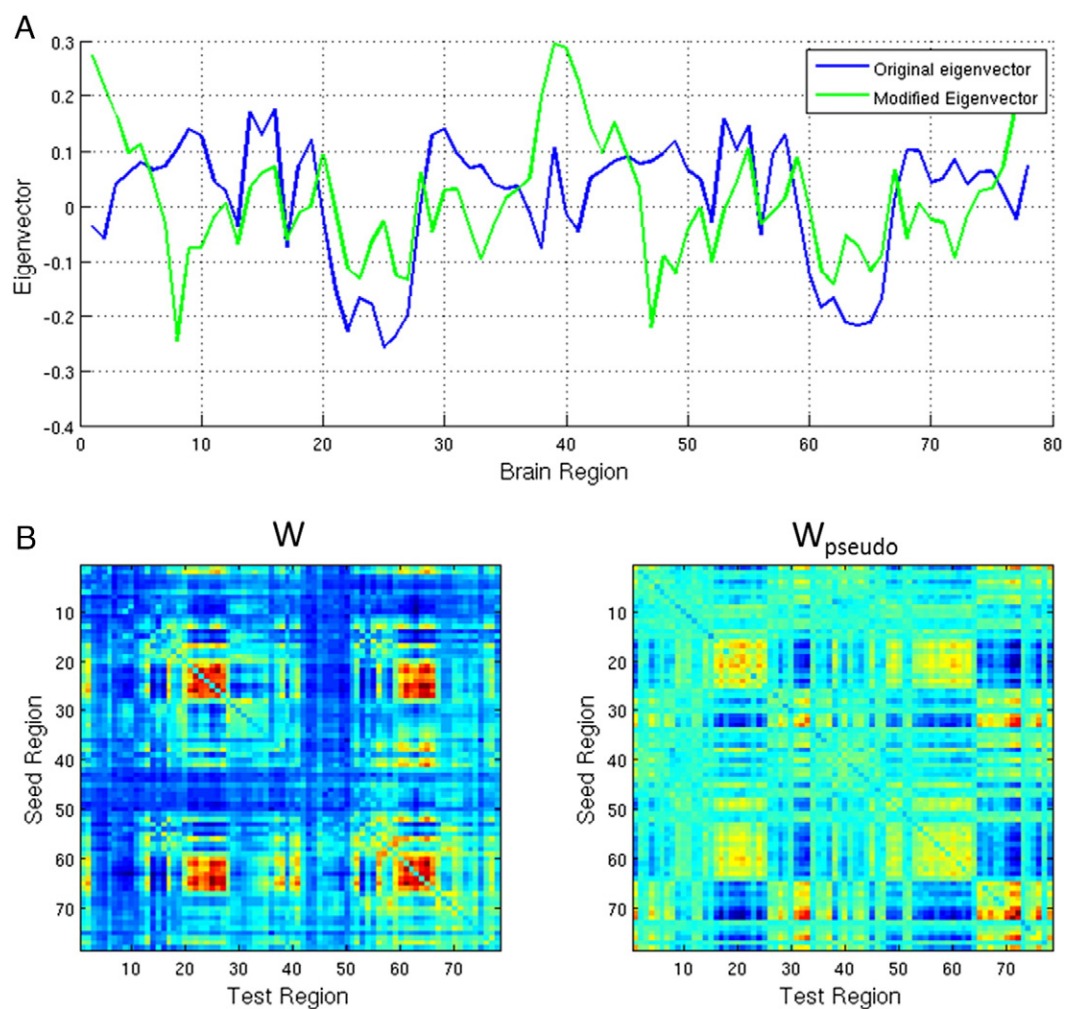 A
0.3
0.2
0.1
0
-0.1
-0.2
-0.3
-0.4
Eigenvector
Original eigenvector
Modified Eigenvector
0 10 20 30 40 50 60 70 80
Brain Region
B
W
10
20
30
40
50
60
70
Seed Region
10 20 30 40 50 60 70
Test Region
Wpseudo
10
20
30
40
50
60
70
Seed Region
10 20 30 40 50 60 70
Test Region